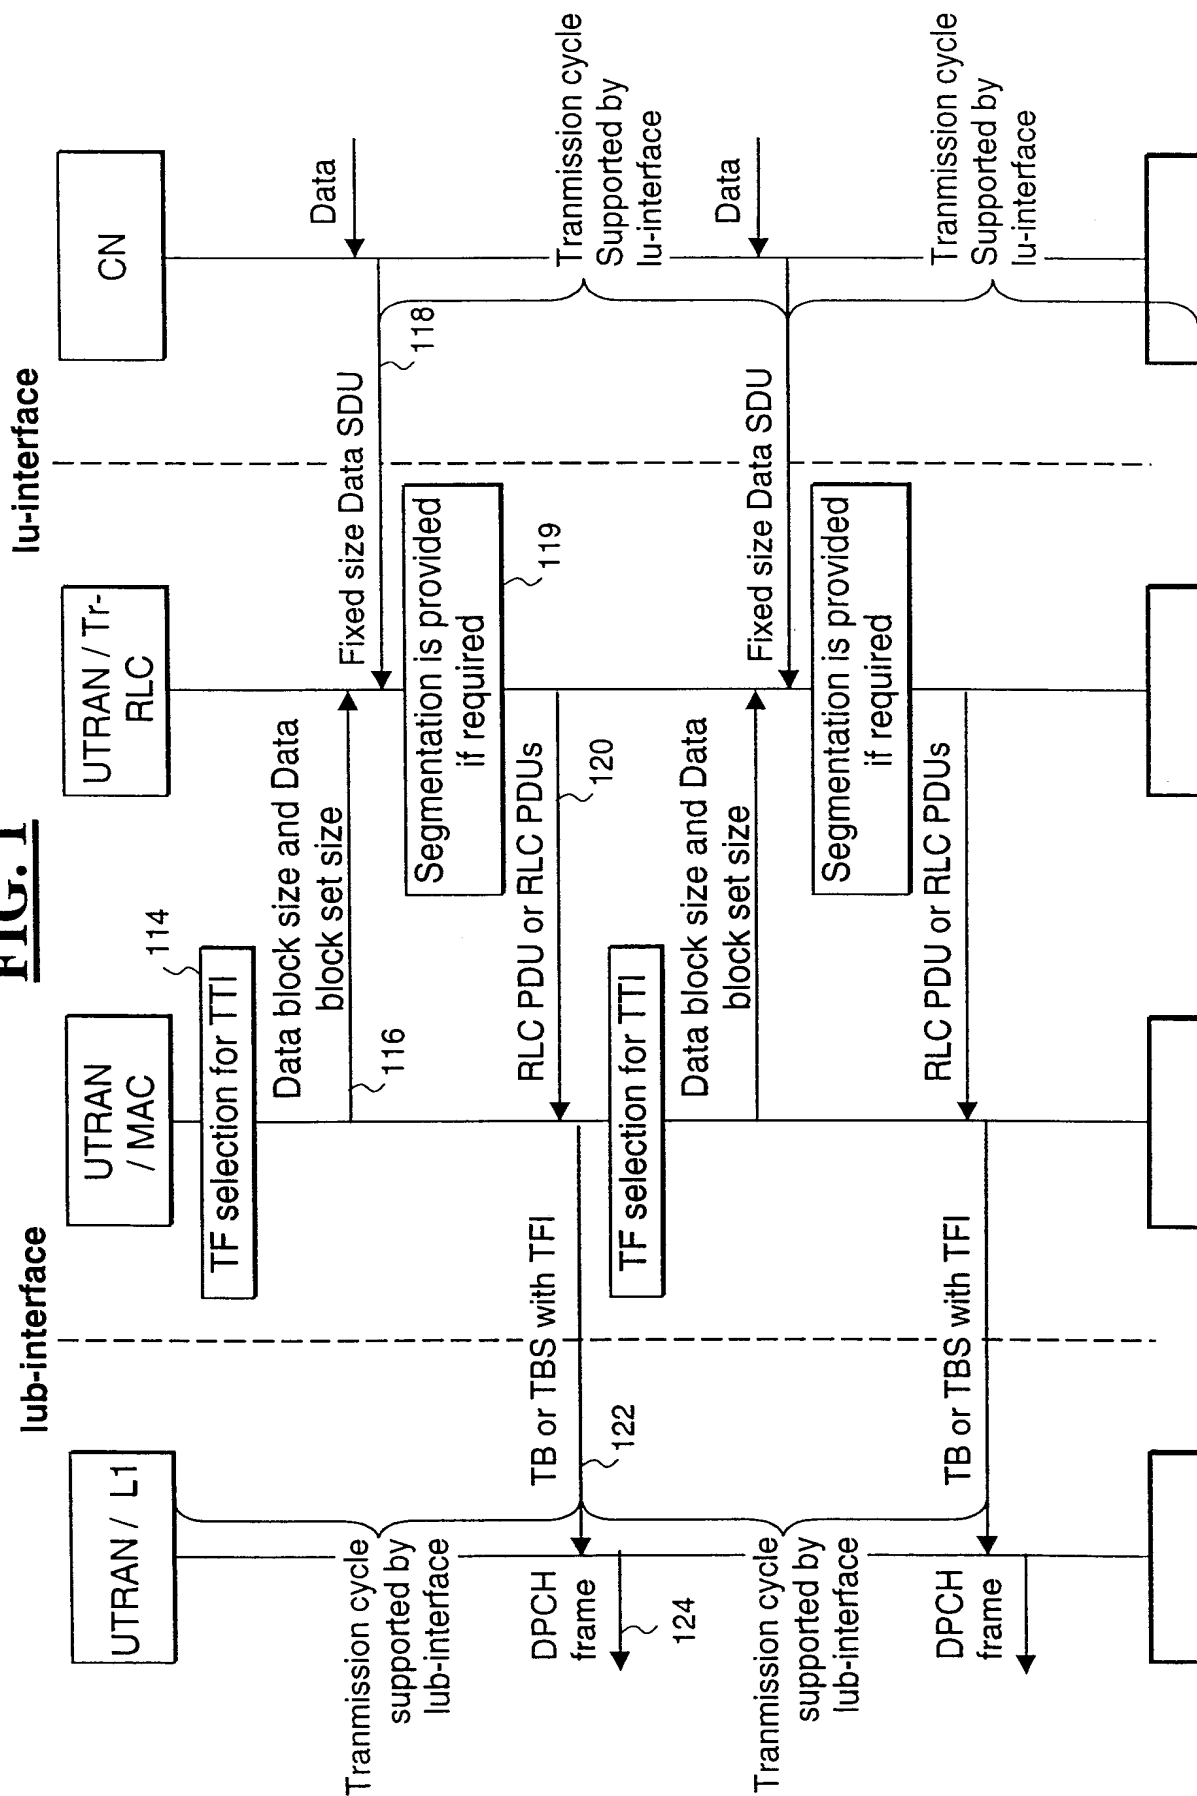 FIG. 1
Iub-interface
Iu-interface
UTRAN / L1
UTRAN
/ MAC
UTRAN / Tr-
RLC
CN
TF selection for TTI
114
Data block size and Data
block set size
116
Data
Fixed size Data SDU
118
Tranmission cycle
supported by
Iub-interface
Segmentation is provided
if required
119
RLC PDU or RLC PDUs
120
TB or TBS with TFI
122
DPCH
frame
124
Tranmission cycle
Supported by
Iu-interface
TF selection for TTI
Data block size and Data
block set size
Data
Fixed size Data SDU
Tranmission cycle
supported by
Iub-interface
Segmentation is provided
if required
RLC PDU or RLC PDUs
TB or TBS with TFI
DPCH
frame
Tranmission cycle
Supported by
Iu-interface